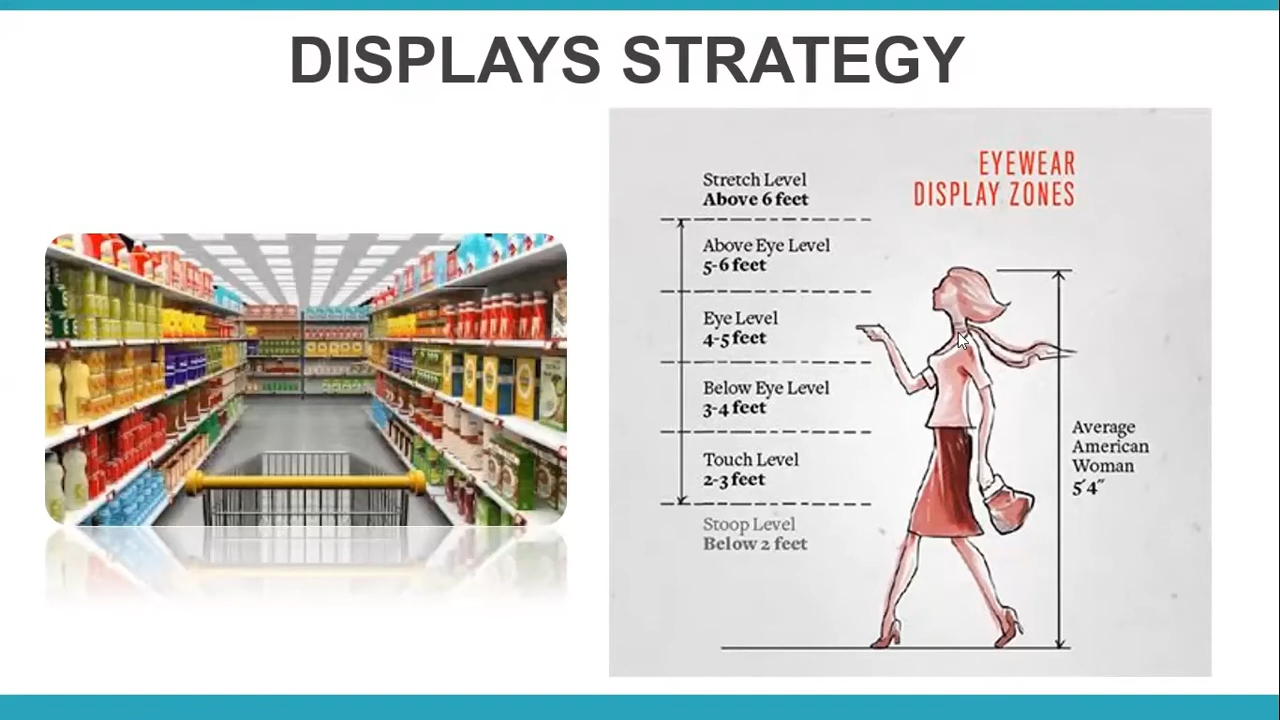 DISPLAYS STRATEGY
EYEWEAR
DISPLAY ZONES
Stretch Level
Above 6 feet
Above Eye Level
5-6 feet
Eye Level
4-5 feet
Below Eye Level
3-4 feet
Touch Level
2-3 feet
Stoop Level
Below 2 feet
Average
American
Woman
5´4˝